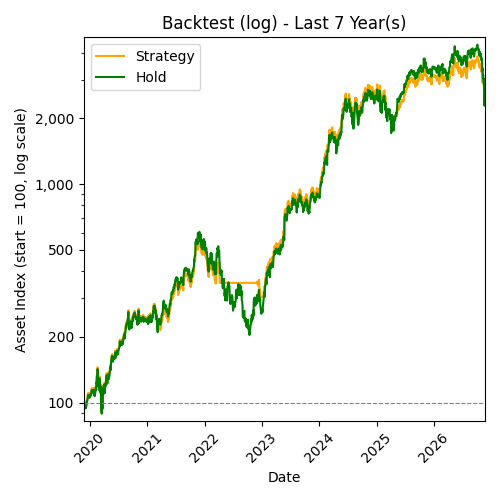 Backtest (log) - Last 7 Year(s)
Strategy
Hold
Asset Index (start = 100, log scale)
2,000
1,000
500
200
100
2020
2021
2022
2023
2024
2025
2026
Date